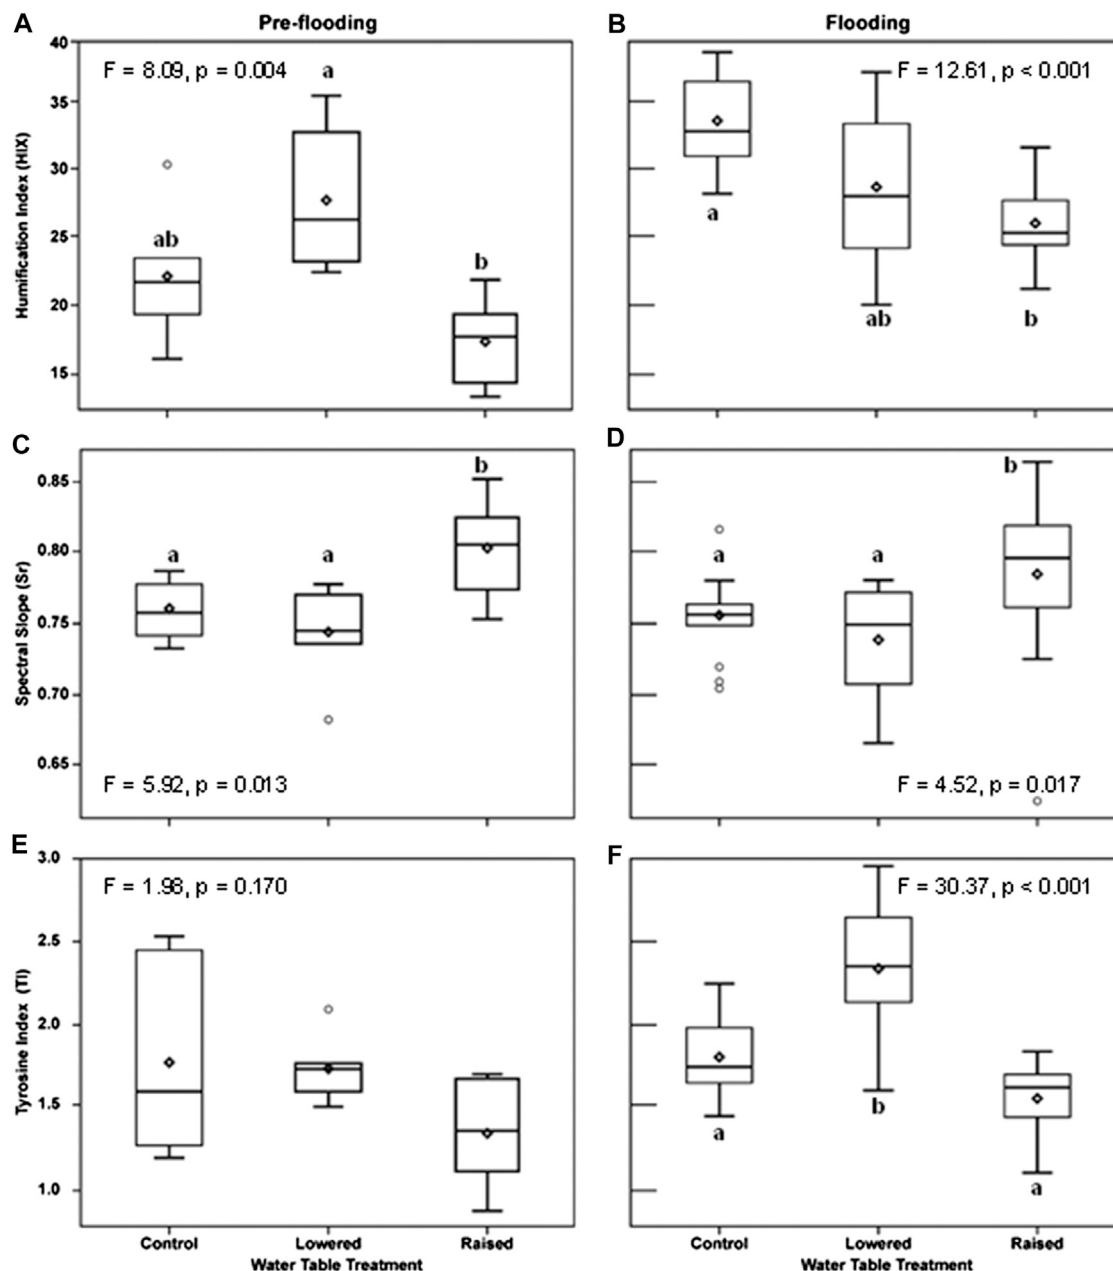 A Pre-flooding
B Flooding
40
35
30
25
20
15
Humification Index (HIX)
F = 8.09, p = 0.004
a
ab
b
F = 12.61, p < 0.001
a
ab
b
C
D
0.85
0.80
0.75
0.70
0.65
Spectral Slope (Sr)
b
a
a
F = 5.92, p = 0.013
b
a
a
F = 4.52, p = 0.017
E
F
3.0
2.5
2.0
1.5
1.0
Tyrosine Index (TI)
F = 1.98, p = 0.170
F = 30.37, p < 0.001
a
b
a
Control Lowered Raised
Water Table Treatment
Control Lowered Raised
Water Table Treatment